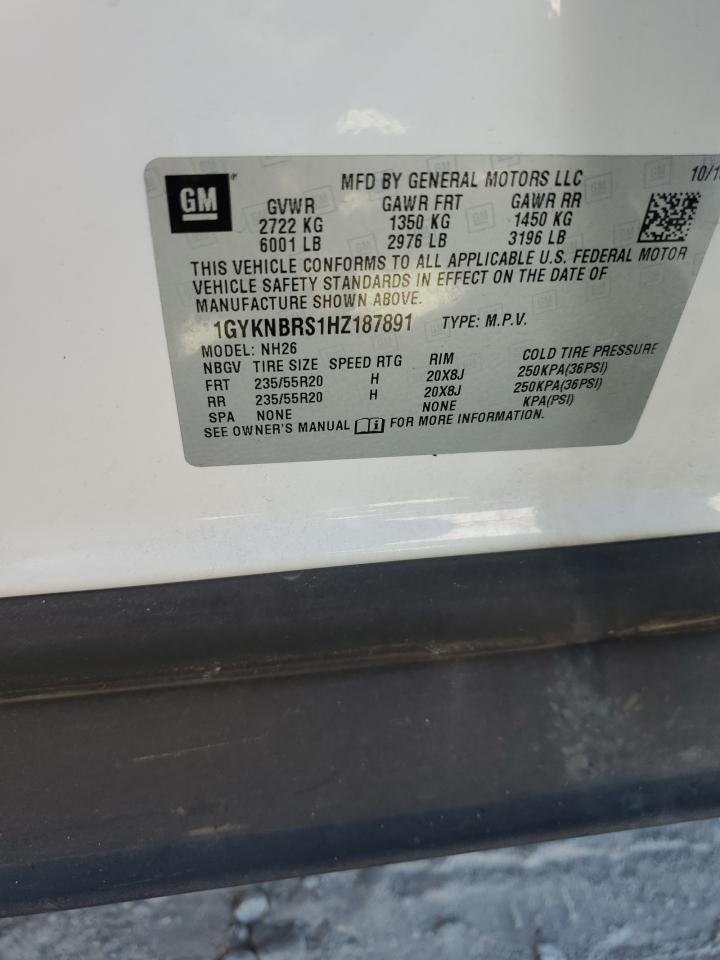 GM
MFD BY GENERAL MOTORS LLC
GVWR GAWR FRT GAWR RR
2722 KG 1350 KG 1450 KG
6001 LB 2976 LB 3196 LB
THIS VEHICLE CONFORMS TO ALL APPLICABLE U.S. FEDERAL MOTOR
VEHICLE SAFETY STANDARDS IN EFFECT ON THE DATE OF
MANUFACTURE SHOWN ABOVE.
1GYKNBRS1HZ187891 TYPE: M.P.V.
MODEL: NH26
NBGV TIRE SIZE SPEED RTG RIM COLD TIRE PRESSURE
FRT 235/55R20 H 20X8J 250KPA(36PSI)
RR 235/55R20 H 20X8J 250KPA(36PSI)
SPA NONE NONE KPA(PSI)
SEE OWNER'S MANUAL FOR MORE INFORMATION.